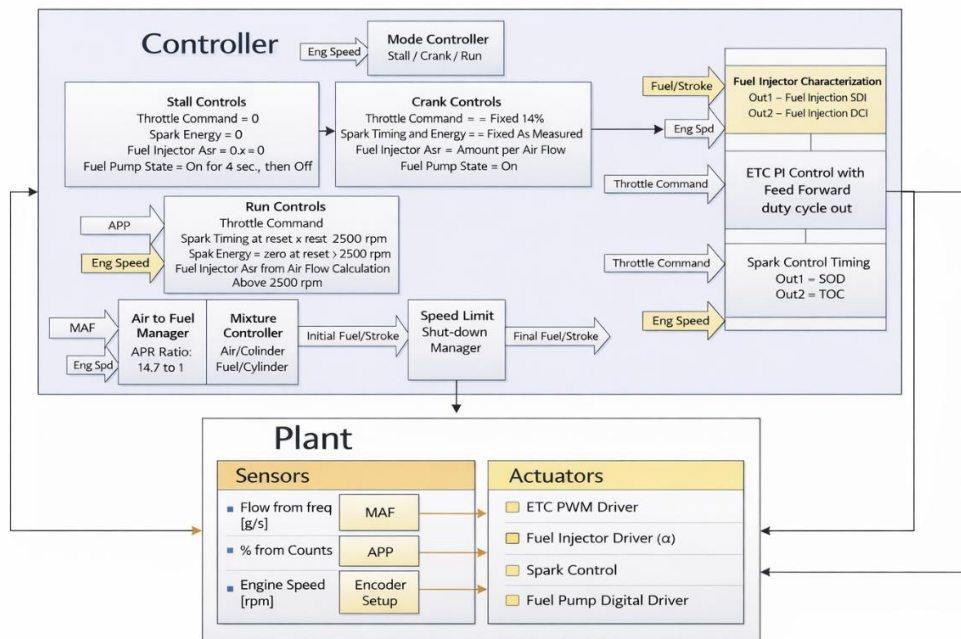 Controller
Eng Speed
Mode Controller
Stall / Crank / Run
Stall Controls
Throttle Command = 0
Spark Energy = 0
Fuel Injector Asr = 0.x = 0
Fuel Pump State = On for 4 sec., then Off
Crank Controls
Throttle Command = = Fixed 14%
Spark Timing and Energy = = Fixed As Measured
Fuel Injector Asr = Amount per Air Flow
Fuel Pump State = On
Fuel/Stroke
Eng Spd
Fuel Injector Characterization
Out1 – Fuel Injection SDI
Out2 – Fuel Injection DCI
Throttle Command
ETC PI Control with
Feed Forward
duty cycle out
Throttle Command
Eng Speed
Spark Control Timing
Out1 = SOD
Out2 = TOC
APP
Eng Speed
Run Controls
Throttle Command
Spark Timing at reset x rest 2500 rpm
Spak Energy = zero at reset > 2500 rpm
Fuel Injector Asr from Air Flow Calculation
Above 2500 rpm
MAF
Eng Spd
Air to Fuel
Manager
APR Ratio:
14.7 to 1
Mixture
Controller
Air/Colinder
Fuel/Cylinder
Initial Fuel/Stroke
Speed Limit
Shut-down
Manager
Final Fuel/Stroke
Plant
Sensors
Flow from freq
[g/s]
MAF
% from Counts
APP
Engine Speed
[rpm]
Encoder
Setup
Actuators
ETC PWM Driver
Fuel Injector Driver (α)
Spark Control
Fuel Pump Digital Driver